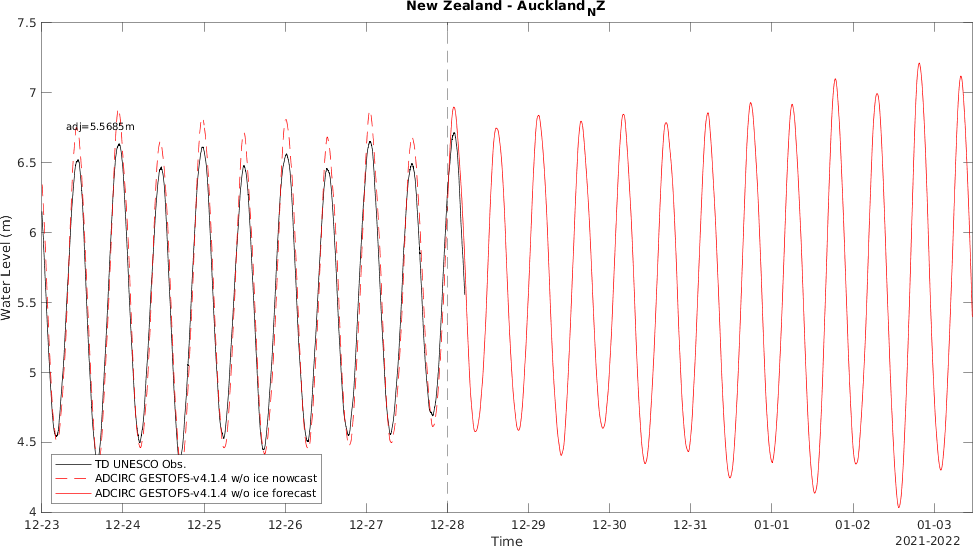 New Zealand - Auckland_NZ
7.5
7
6.5
6
5.5
5
4.5
4
Water Level (m)
adj=5.5685m
TD UNESCO Obs.
ADCIRC GESTOFS-v4.1.4 w/o ice nowcast
ADCIRC GESTOFS-v4.1.4 w/o ice forecast
12-23 12-24 12-25 12-26 12-27 12-28 12-29 12-30 12-31 01-01 01-02 01-03
Time
2021-2022